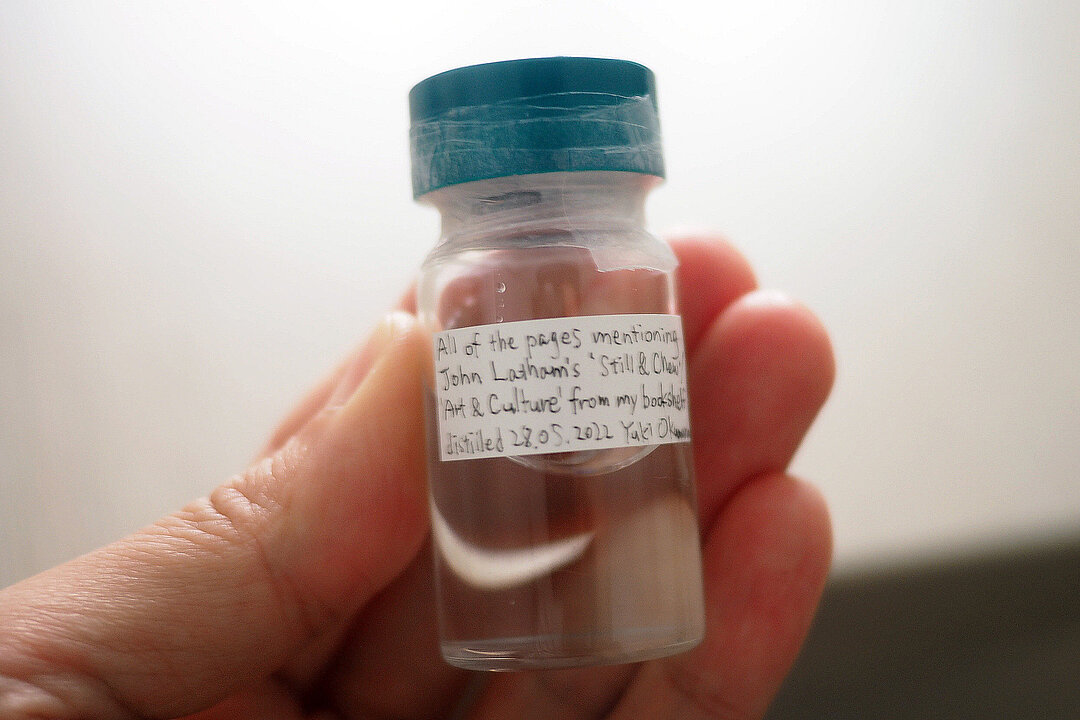 All of the pages mentioning
John Latham's 'Still & Chew
'Art & Culture' from my bookshelf
distilled 28.05.2022 Yuki